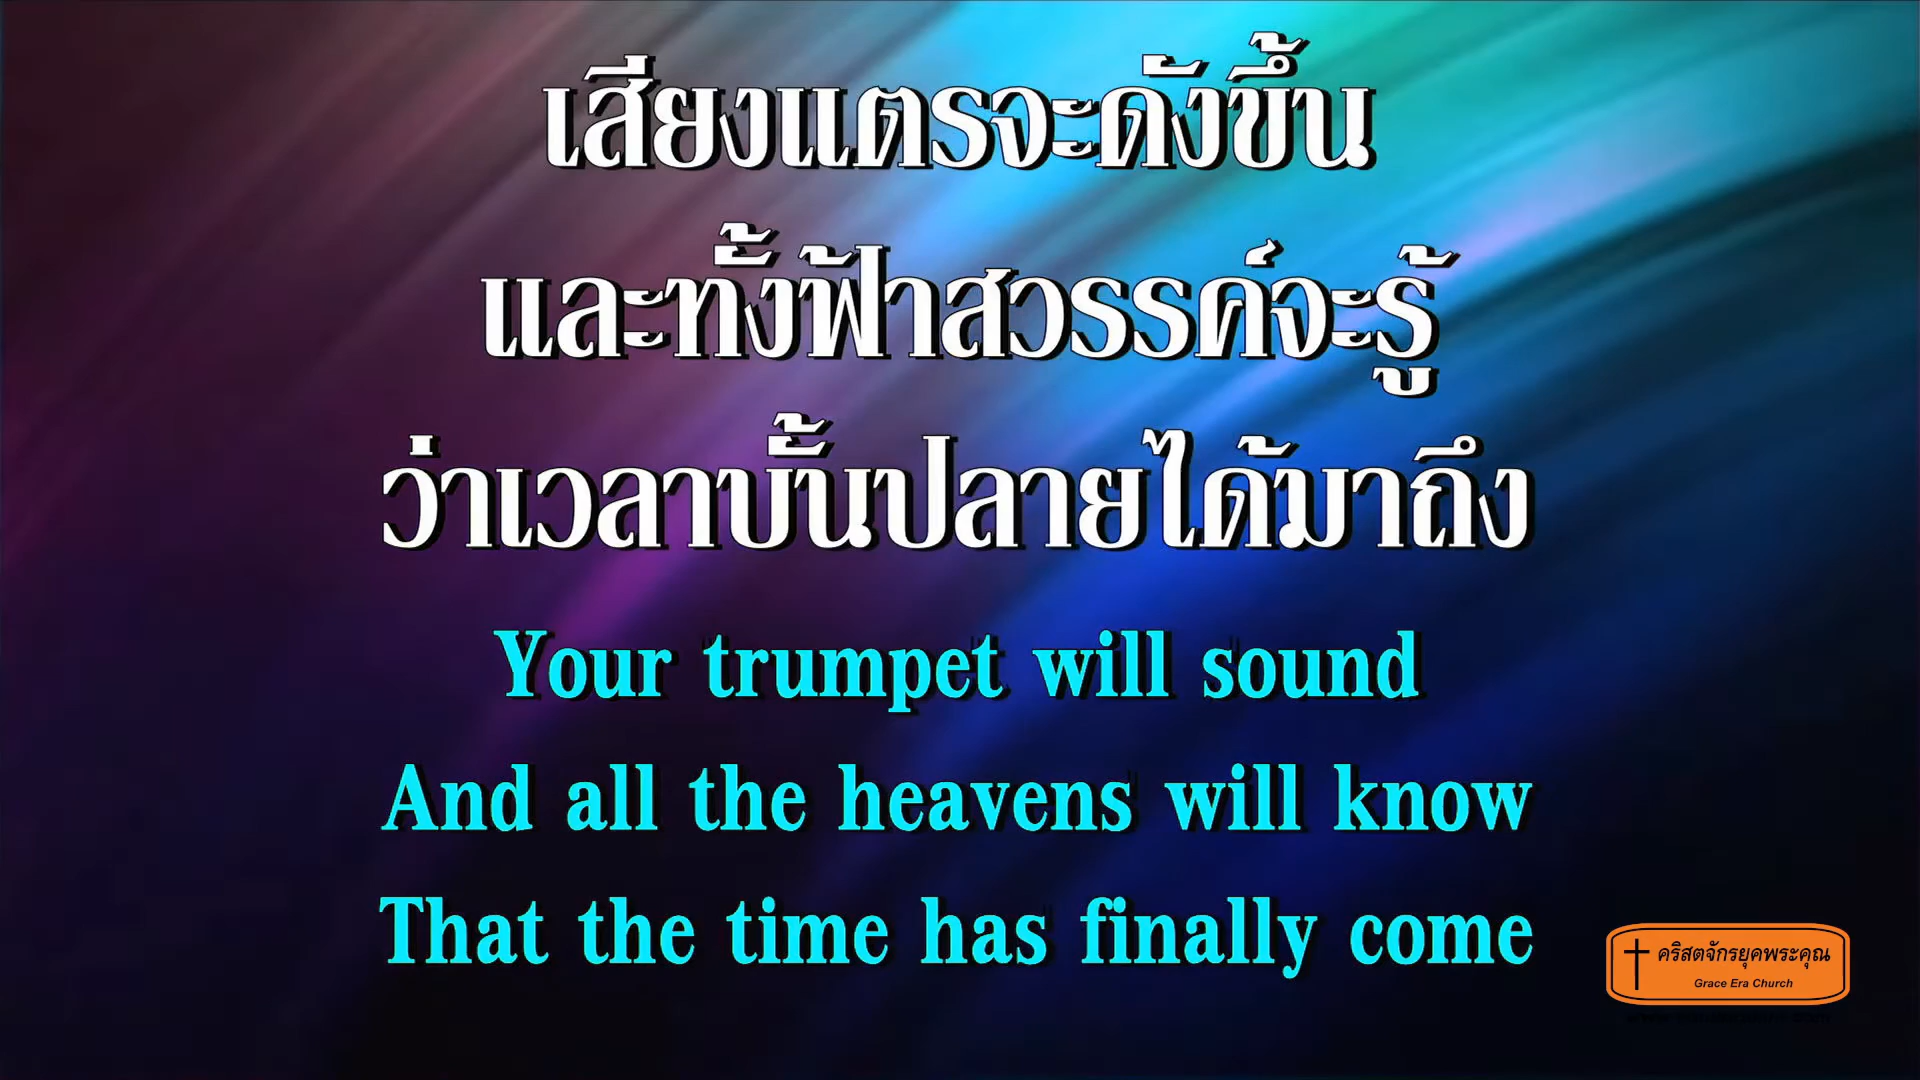 เสียงแตรจะดังขึ้น
และทั้งฟ้าสวรรค์จะรู้
ว่าเวลาบั้นปลายได้มาถึง
Your trumpet will sound
And all the heavens will know
That the time has finally come
คริสตจักรยุคพระคุณ
Grace Era Church